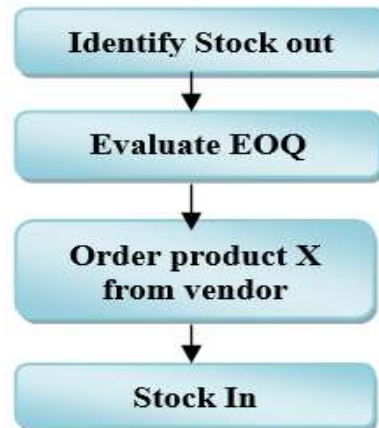 Identify Stock out
Evaluate EOQ
Order product X
from vendor
Stock In